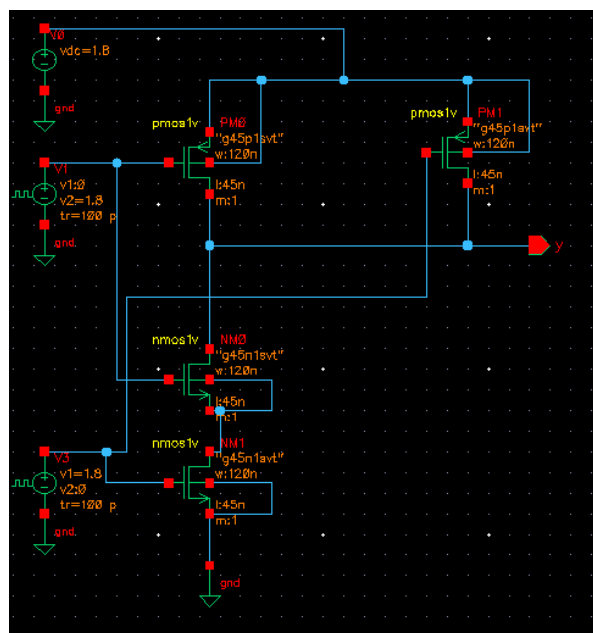 V0
vdc=1.8
gnd
pmos1v
PM0
"g45p1svt"
w:120n
l:45n
m:1
pmos1v
PM1
"g45p1svt"
w:120n
l:45n
m:1
V1
v1:0
v2=1.8
tr=100 p
gnd
y
nmos1v
NM0
"g45n1svt"
w:120n
l:45n
m:1
nmos1v
NM1
"g45n1svt"
w:120n
l:45n
m:1
V3
v1=1.8
v2:0
tr=100 p
gnd
gnd